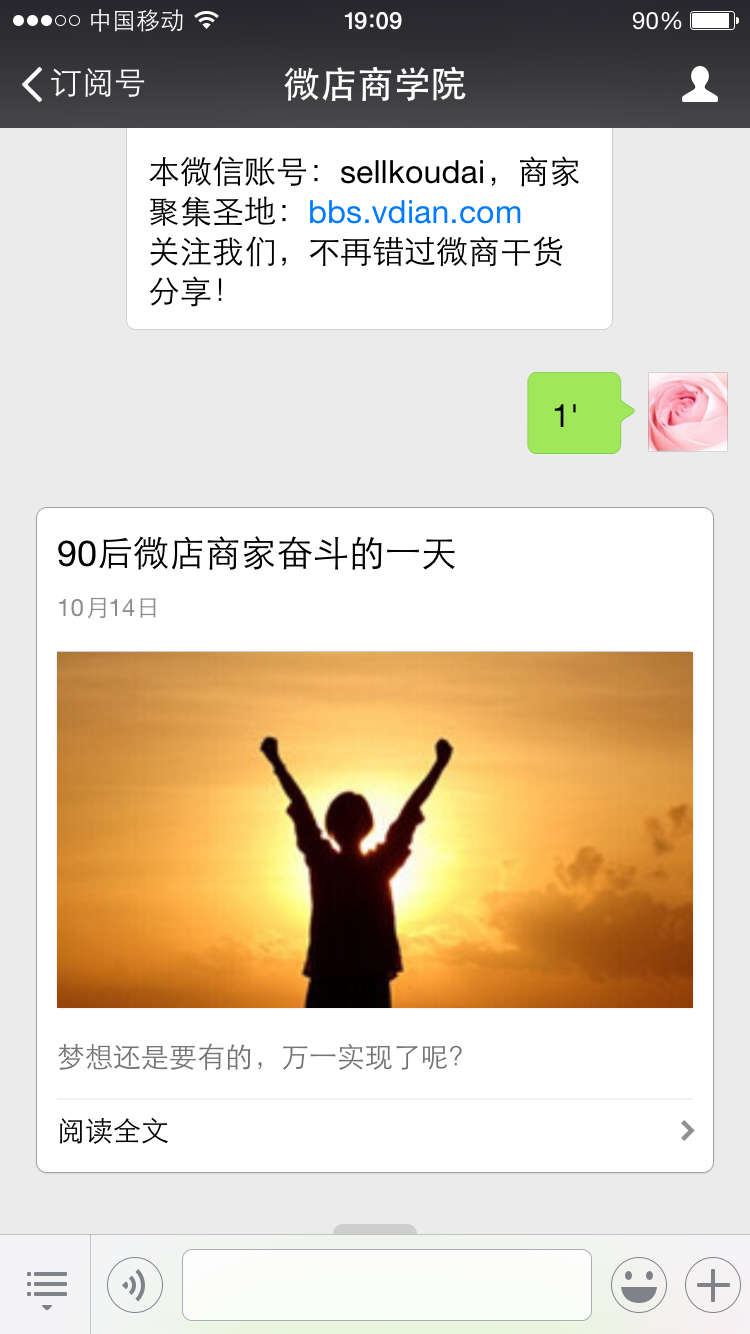 中国移动 19:09 90%
订阅号 微店商学院
本微信账号：sellkoudai，商家
聚集圣地：bbs.vdian.com
关注我们，不再错过微商干货
分享！
1'
90后微店商家奋斗的一天
10月14日
梦想还是要有的，万一实现了呢？
阅读全文